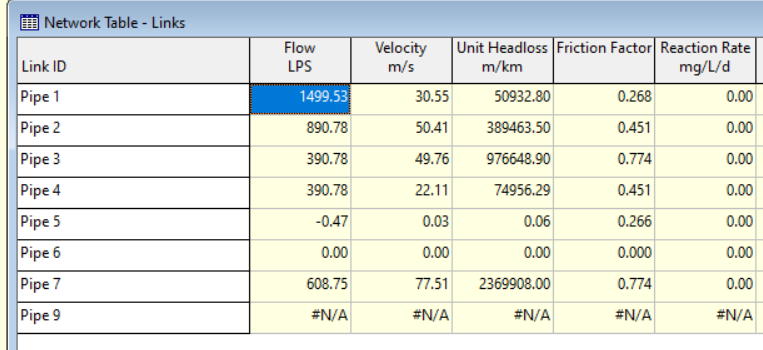 Network Table - Links
Link ID Flow LPS Velocity m/s Unit Headloss m/km Friction Factor Reaction Rate mg/L/d
Pipe 1 1499.53 30.55 50932.80 0.268 0.00
Pipe 2 890.78 50.41 389463.50 0.451 0.00
Pipe 3 390.78 49.76 976648.90 0.774 0.00
Pipe 4 390.78 22.11 74956.29 0.451 0.00
Pipe 5 -0.47 0.03 0.06 0.266 0.00
Pipe 6 0.00 0.00 0.00 0.000 0.00
Pipe 7 608.75 77.51 2369908.00 0.774 0.00
Pipe 9 #N/A #N/A #N/A #N/A #N/A